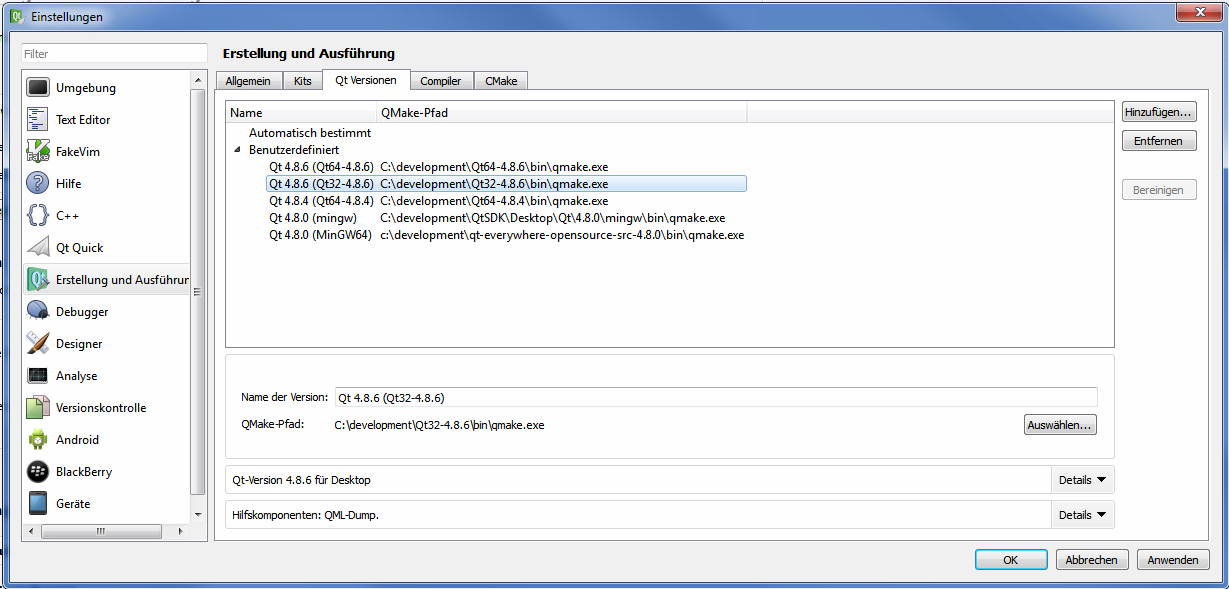 Einstellungen
Filter
Umgebung
Text Editor
FakeVim
Hilfe
C++
Qt Quick
Erstellung und Ausführun
Debugger
Designer
Analyse
Versionskontrolle
Android
BlackBerry
Geräte
Erstellung und Ausführung
Allgemein Kits Qt Versionen Compiler CMake
Name QMake-Pfad
Automatisch bestimmt
Benutzerdefiniert
Qt 4.8.6 (Qt64-4.8.6) C:\development\Qt64-4.8.6\bin\qmake.exe
Qt 4.8.6 (Qt32-4.8.6) C:\development\Qt32-4.8.6\bin\qmake.exe
Qt 4.8.4 (Qt64-4.8.4) C:\development\Qt64-4.8.4\bin\qmake.exe
Qt 4.8.0 (mingw) C:\development\QtSDK\Desktop\Qt\4.8.0\mingw\bin\qmake.exe
Qt 4.8.0 (MinGW64) c:\development\qt-everywhere-opensource-src-4.8.0\bin\qmake.exe
Hinzufügen...
Entfernen
Bereinigen
Name der Version: Qt 4.8.6 (Qt32-4.8.6)
QMake-Pfad: C:\development\Qt32-4.8.6\bin\qmake.exe Auswählen...
Qt-Version 4.8.6 für Desktop Details
Hilfskomponenten: QML-Dump. Details
OK Abbrechen Anwenden